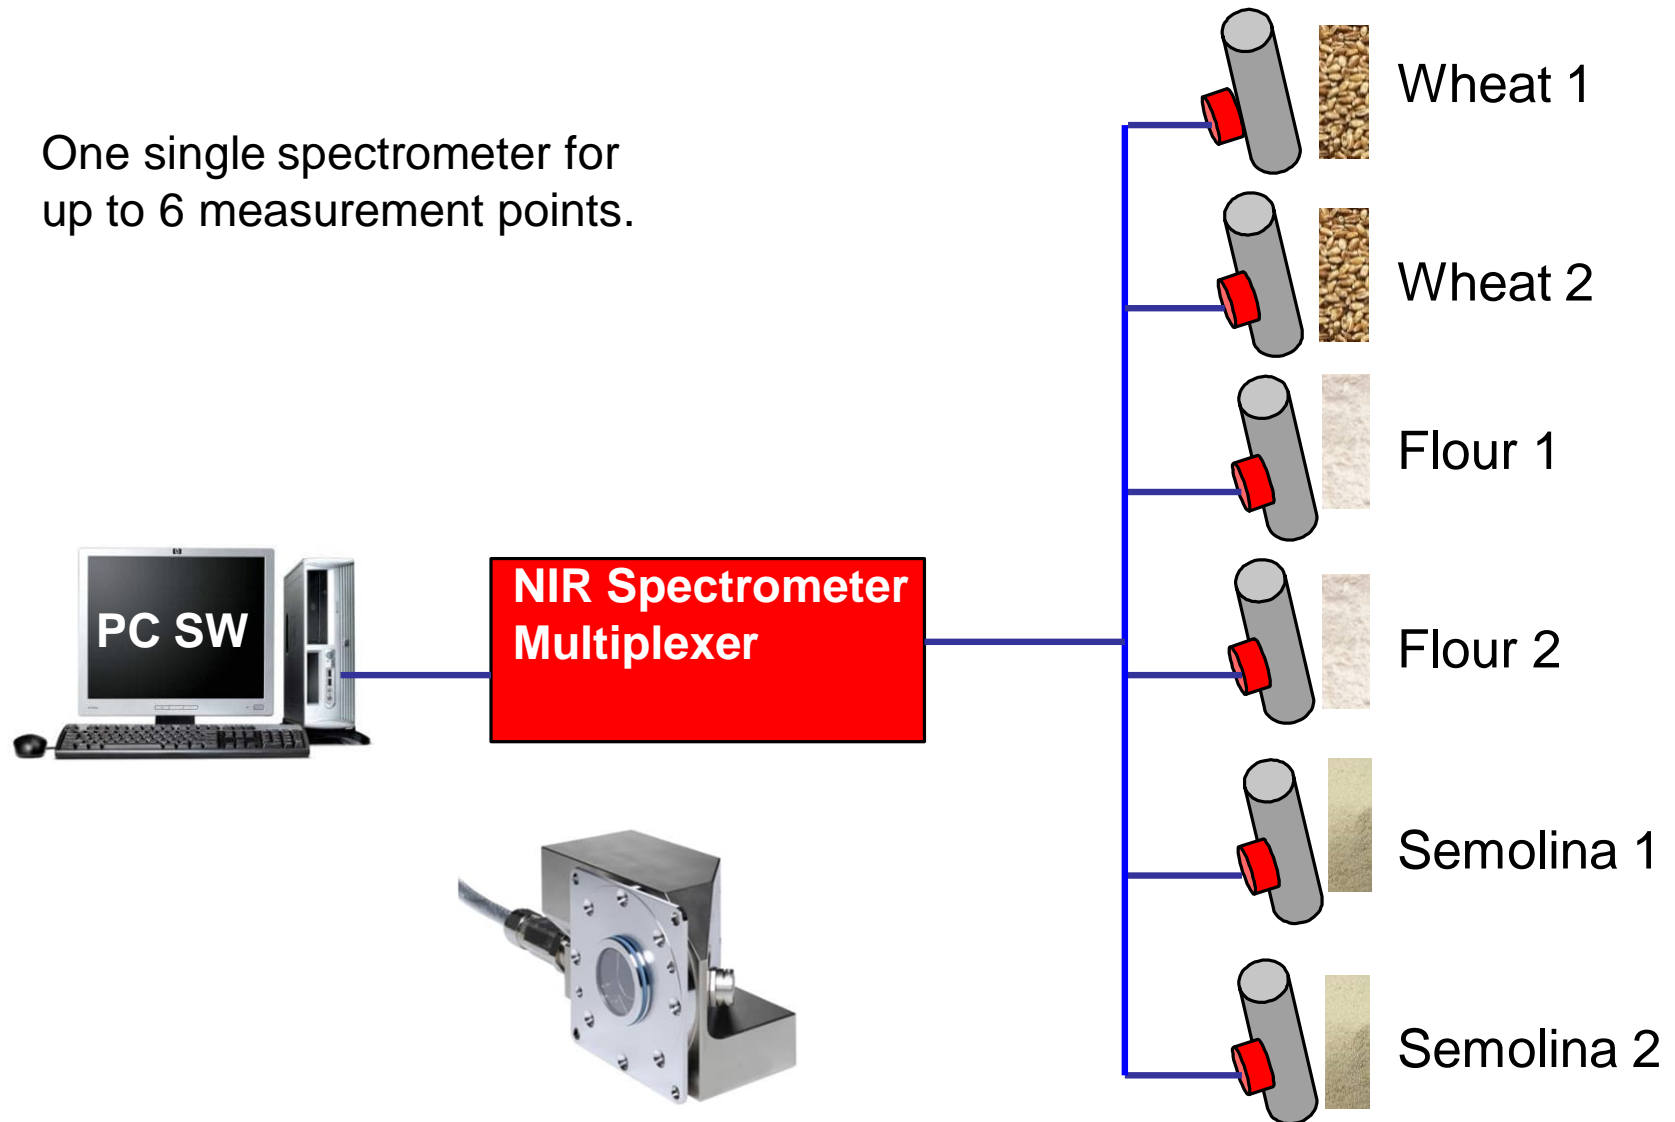 One single spectrometer for
up to 6 measurement points.
PC SW
NIR Spectrometer
Multiplexer
Wheat 1
Wheat 2
Flour 1
Flour 2
Semolina 1
Semolina 2